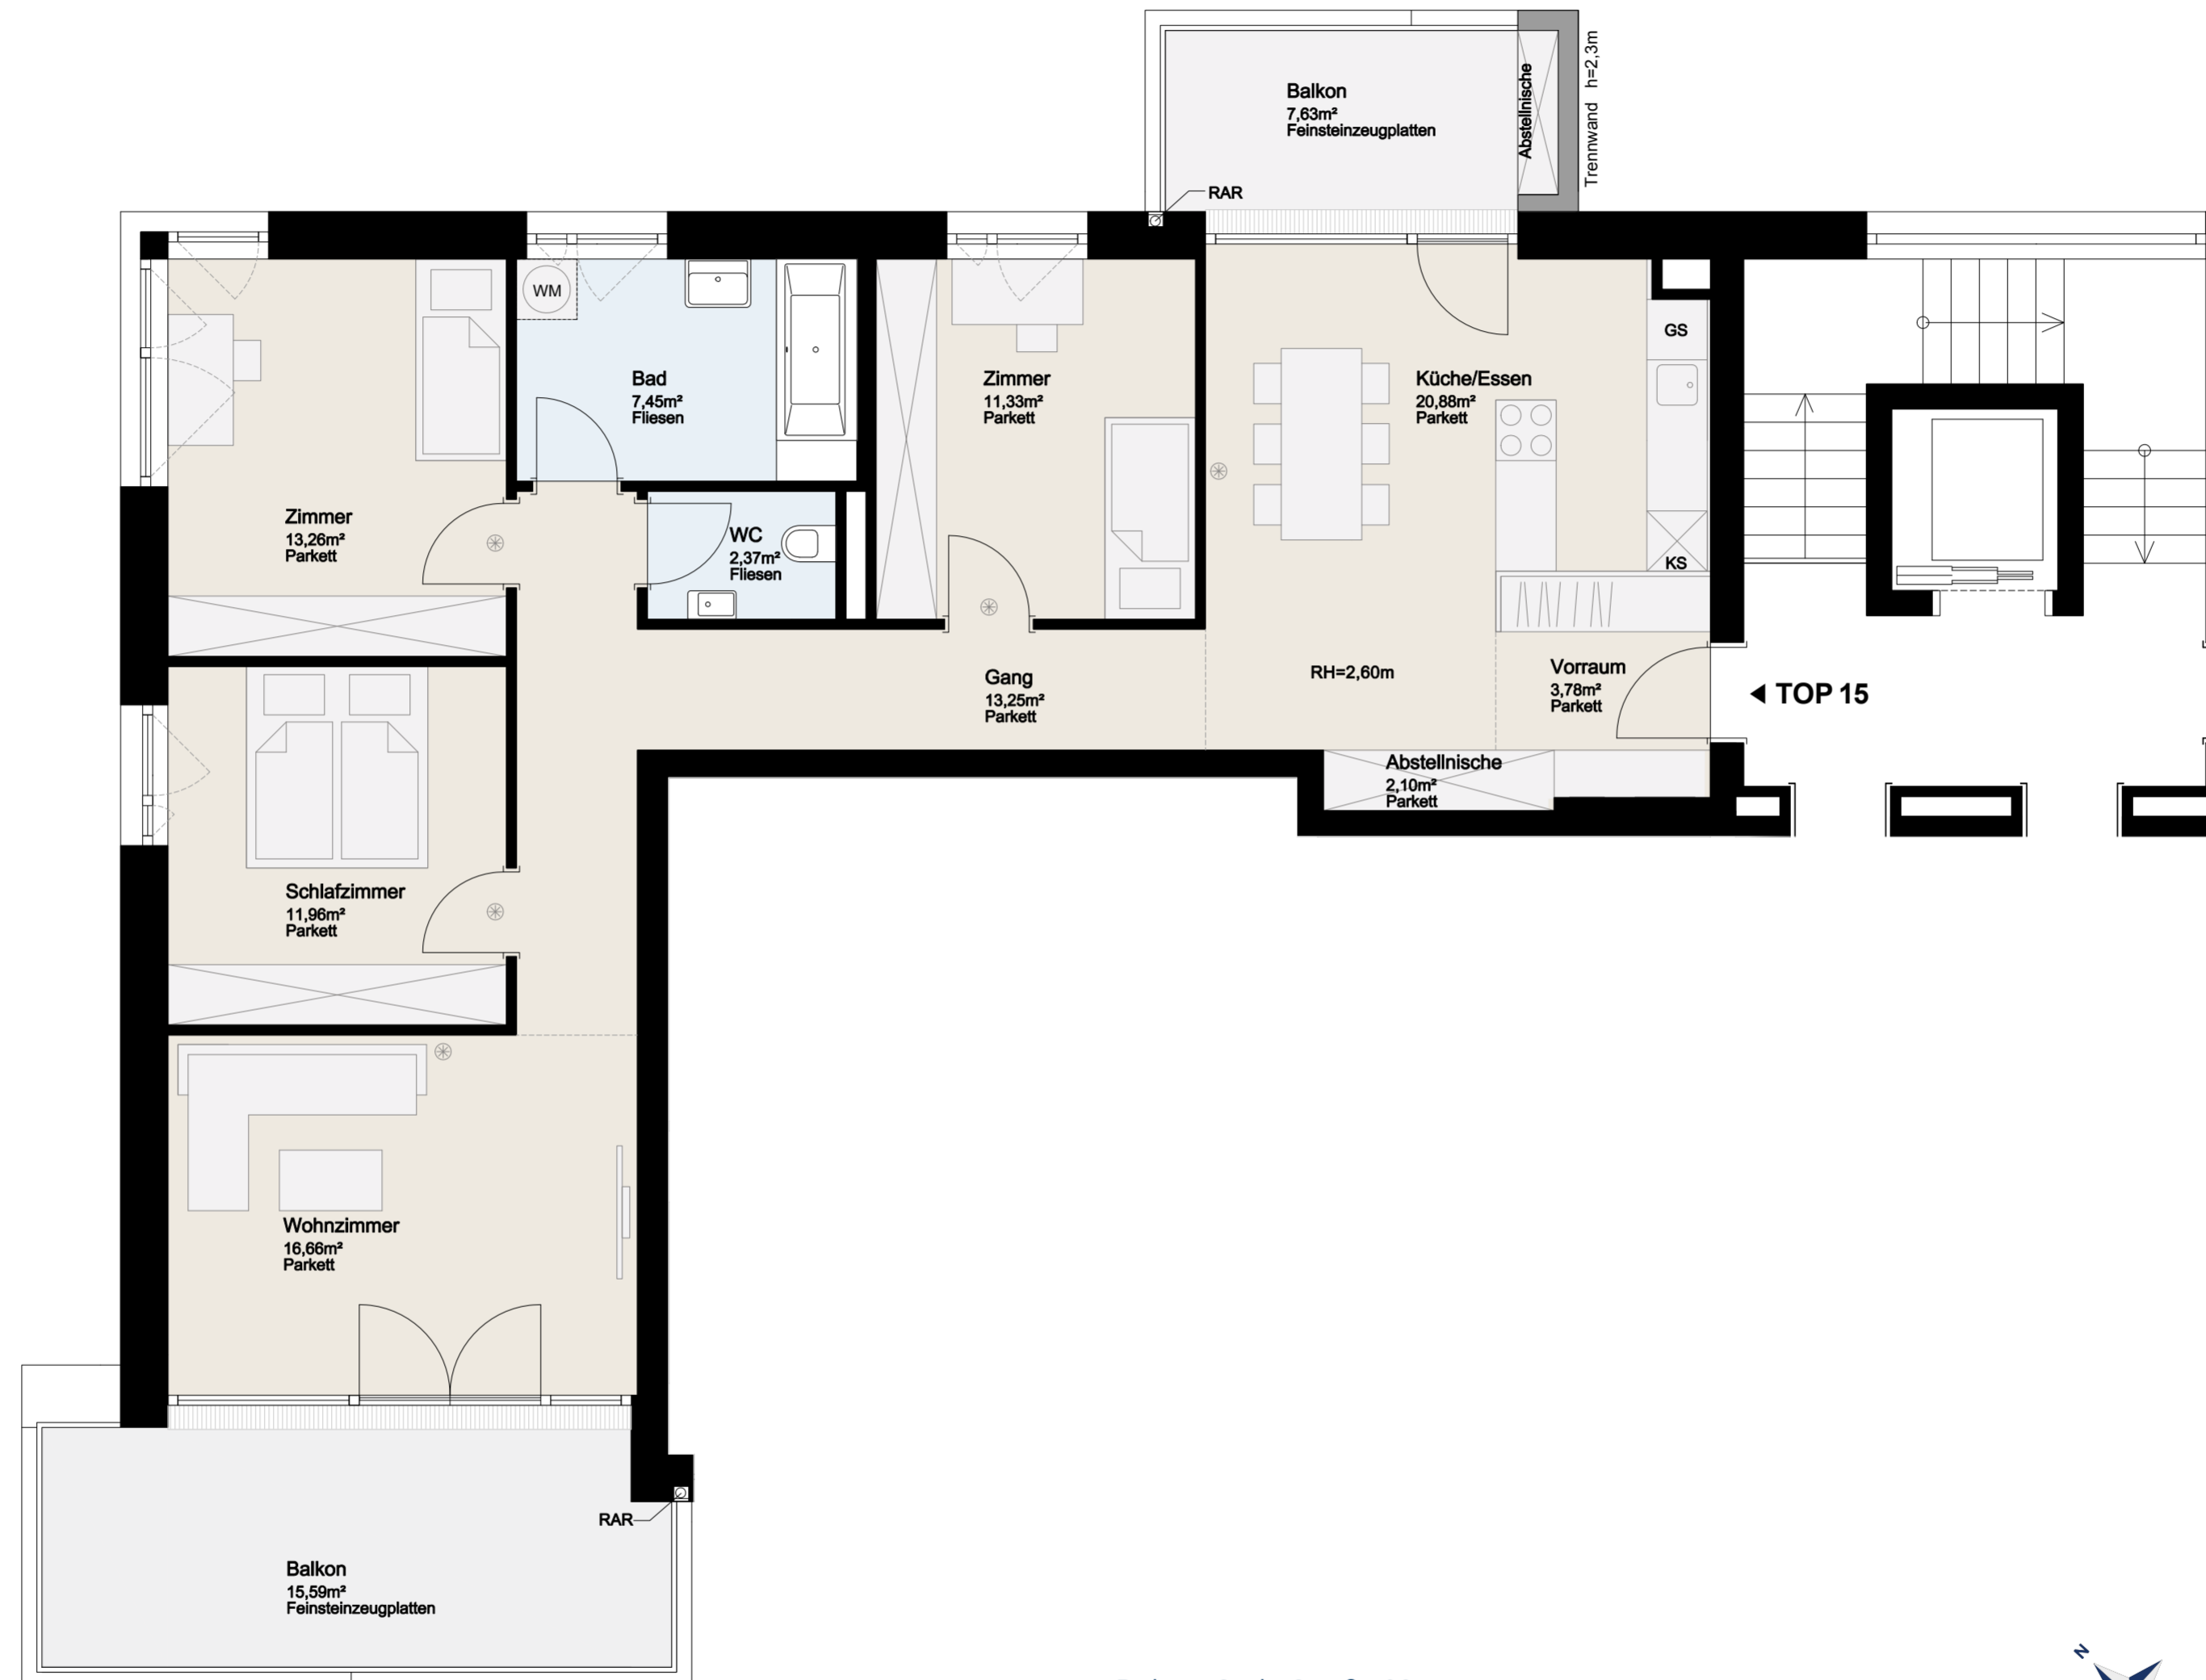 Balkon
7,63m²
Feinsteinzeugplatten
Abstellnische
Trennwand h=2,3m
RAR
WM
GS
Bad
7,45m²
Fliesen
Zimmer
11,33m²
Parkett
Küche/Essen
20,88m²
Parkett
Zimmer
13,26m²
Parkett
WC
2,37m²
Fliesen
KS
Gang
13,25m²
Parkett
RH=2,60m
Vorraum
3,78m²
Parkett
TOP 15
Abstellnische
2,10m²
Parkett
Schlafzimmer
11,96m²
Parkett
Wohnzimmer
16,66m²
Parkett
RAR
Balkon
15,59m²
Feinsteinzeugplatten
N